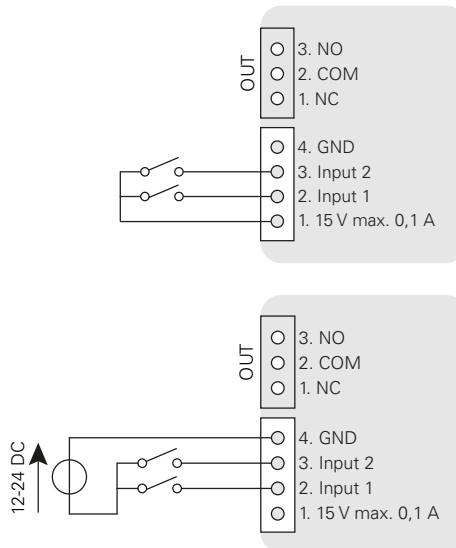 OUT
3. NO
2. COM
1. NC
4. GND
3. Input 2
2. Input 1
1. 15 V max. 0,1 A
OUT
3. NO
2. COM
1. NC
12-24 DC
4. GND
3. Input 2
2. Input 1
1. 15 V max. 0,1 A